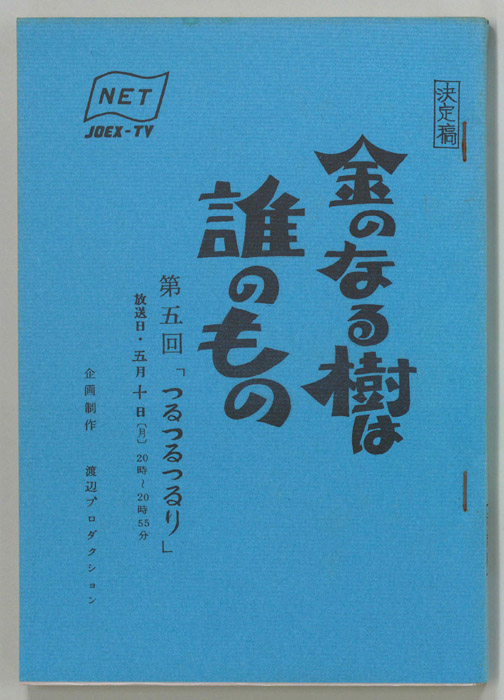 決定稿
金のなる樹は
誰のもの
NET
JOEX-TV
第五回「つるつるつるり」
放送日・五月十日〔月〕20時~20時55分
企画制作 渡辺プロダクション